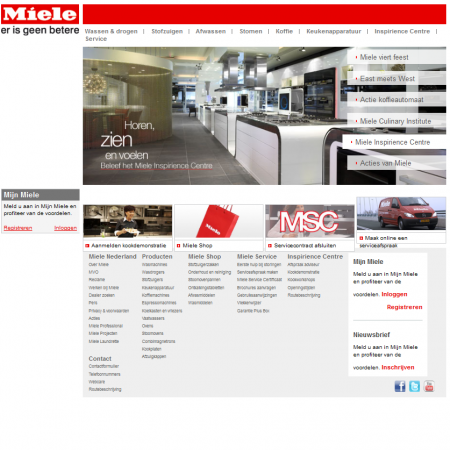 Miele
er is geen betere
Wassen & drogen | Stofzuigen | Afwassen | Stomen | Koffie | Keukenapparatuur | Inspirience Centre |
Service
Miele viert feest
East meets West
Actie koffieautomaat
Miele Culinary Institute
Miele Inspirience Centre
Acties van Miele
Horen,
zien
en voelen
Beleef het Miele Inspirience Centre.
Mijn Miele
Meld u aan in Mijn Miele en
profiteer van de voordelen.
Registreren Inloggen
MSC
Aanmelden kookdemonstratie
Miele Shop
Servicecontract afsluiten
Maak online een
serviceafspraak
Miele Nederland
Over Miele
MVO
Reclame
Werken bij Miele
Dealer zoeken
Pers
Privacy & voorwaarden
Acties
Miele Professional
Miele Projecten
Miele Laundrette
Contact
Contactformulier
Telefoonnummers
Webcare
Routebeschrijving
Producten
Wasmachines
Wasdrogers
Stofzuigers
Keukenapparatuur
Koffiemachines
Espressomachines
Koelkasten en vriezers
Vaatwassers
Ovens
Stoomovens
Combimagnetrons
Kookplaten
Afzuigkappen
Miele Shop
Stofzuigerzakken
Onderhoud en reiniging
Ontkalkingstabletten
Afwasmiddelen
Wasmiddelen
Miele Service
Eerste hulp bij storingen
Serviceafspraak maken
Miele Service Certificaat
Brochures aanvragen
Gebruiksaanwijzingen
Welkomwijzer
Garantie Plus Btw
Inspirience Centre
Afspraak adviseur
Kookdemonstratie
Kookworkshops
Openingstijden
Routebeschrijving
Mijn Miele
Meld u aan in Mijn Miele
en profiteer van de
voordelen. Inloggen
Registreren
Nieuwsbrief
Meld u aan in Mijn Miele
en profiteer van de
voordelen. Inschrijven